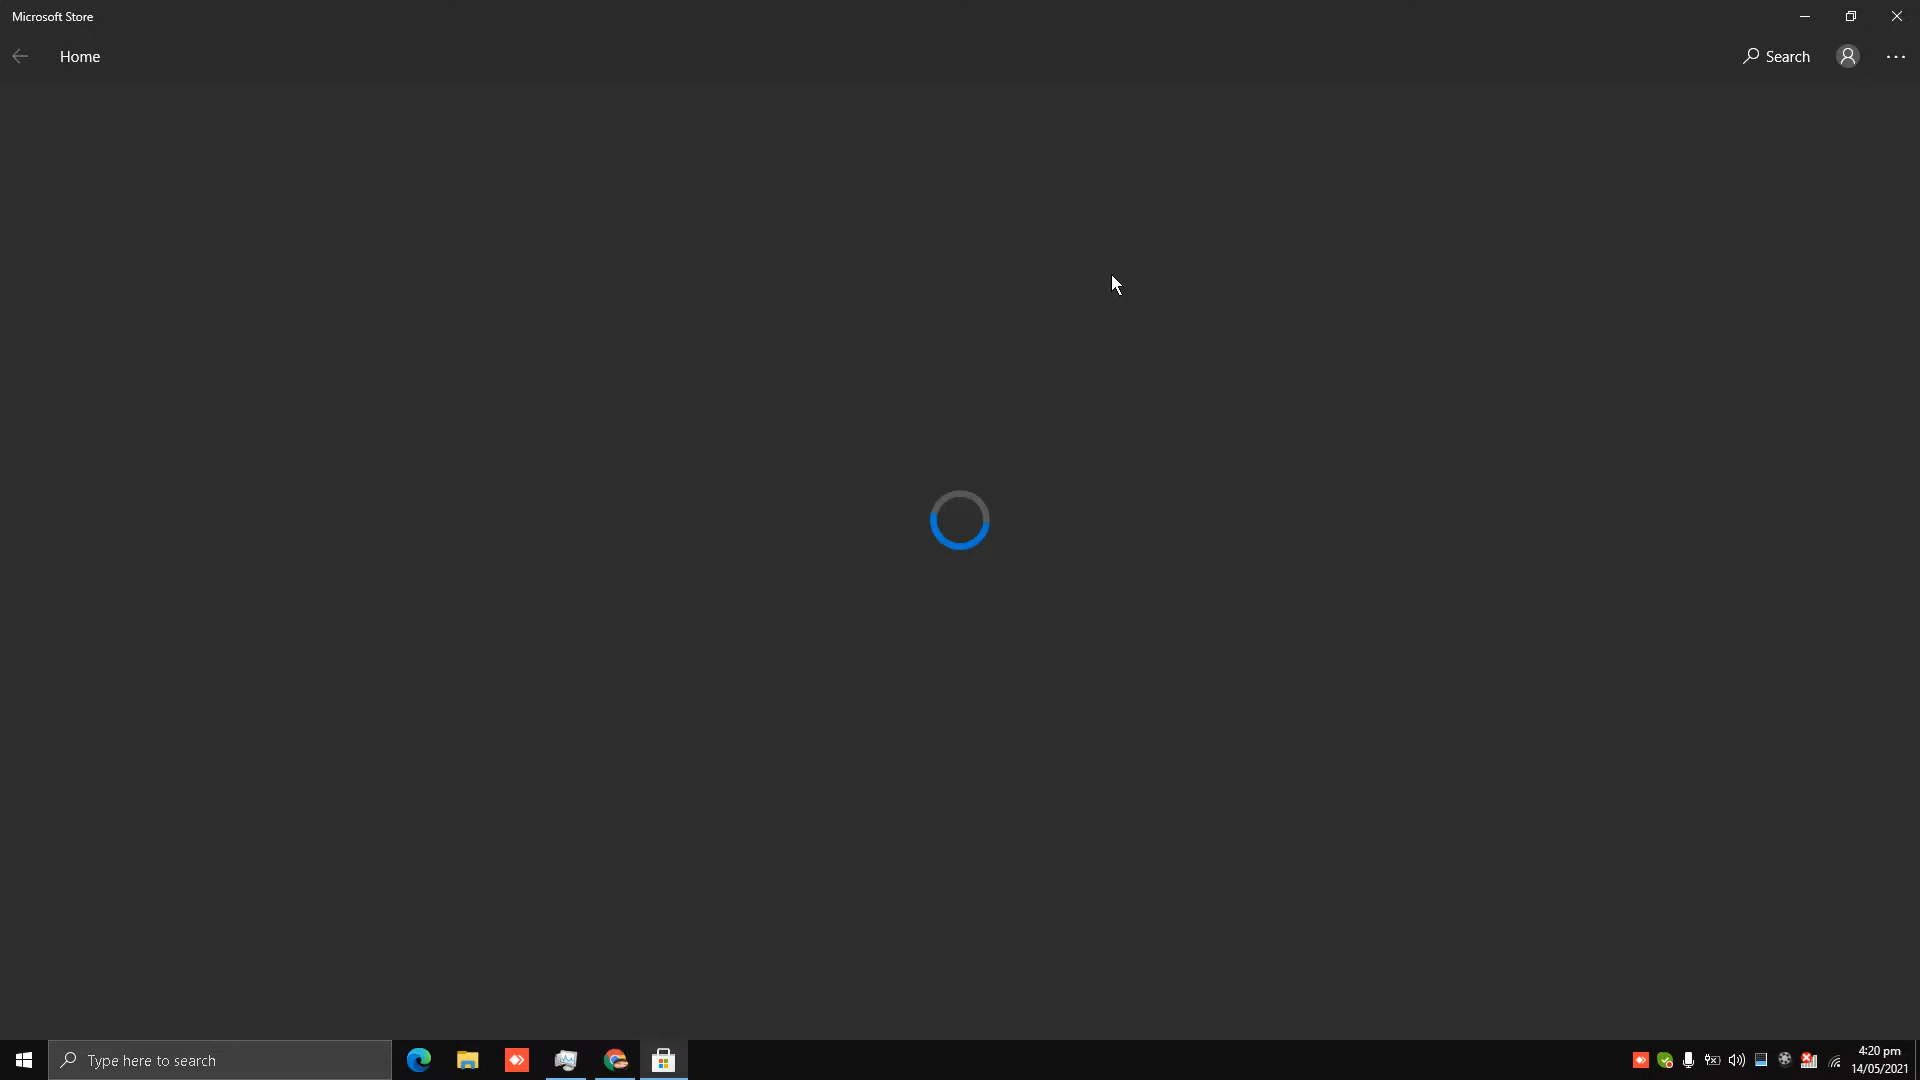 Microsoft Store
Home
Search
Type here to search
4:20 pm
14/05/2021